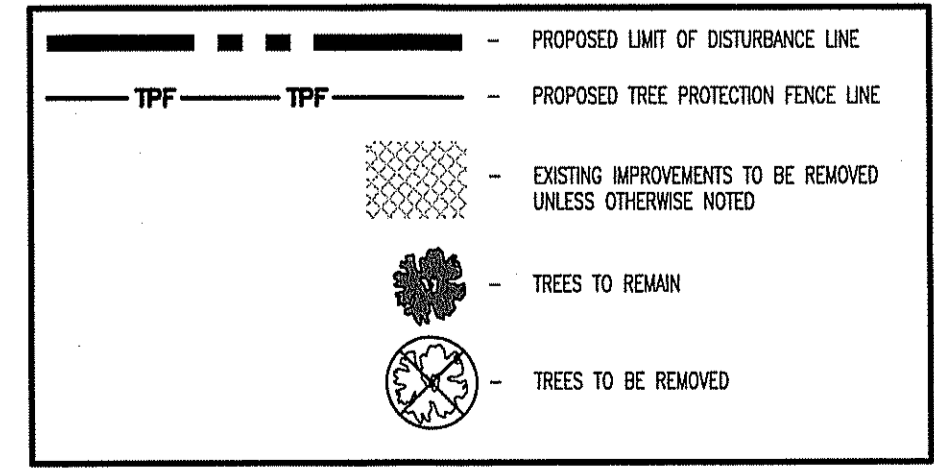 - PROPOSED LIMIT OF DISTURBANCE LINE
TPF TPF - PROPOSED TREE PROTECTION FENCE LINE
- EXISTING IMPROVEMENTS TO BE REMOVED
UNLESS OTHERWISE NOTED
- TREES TO REMAIN
- TREES TO BE REMOVED